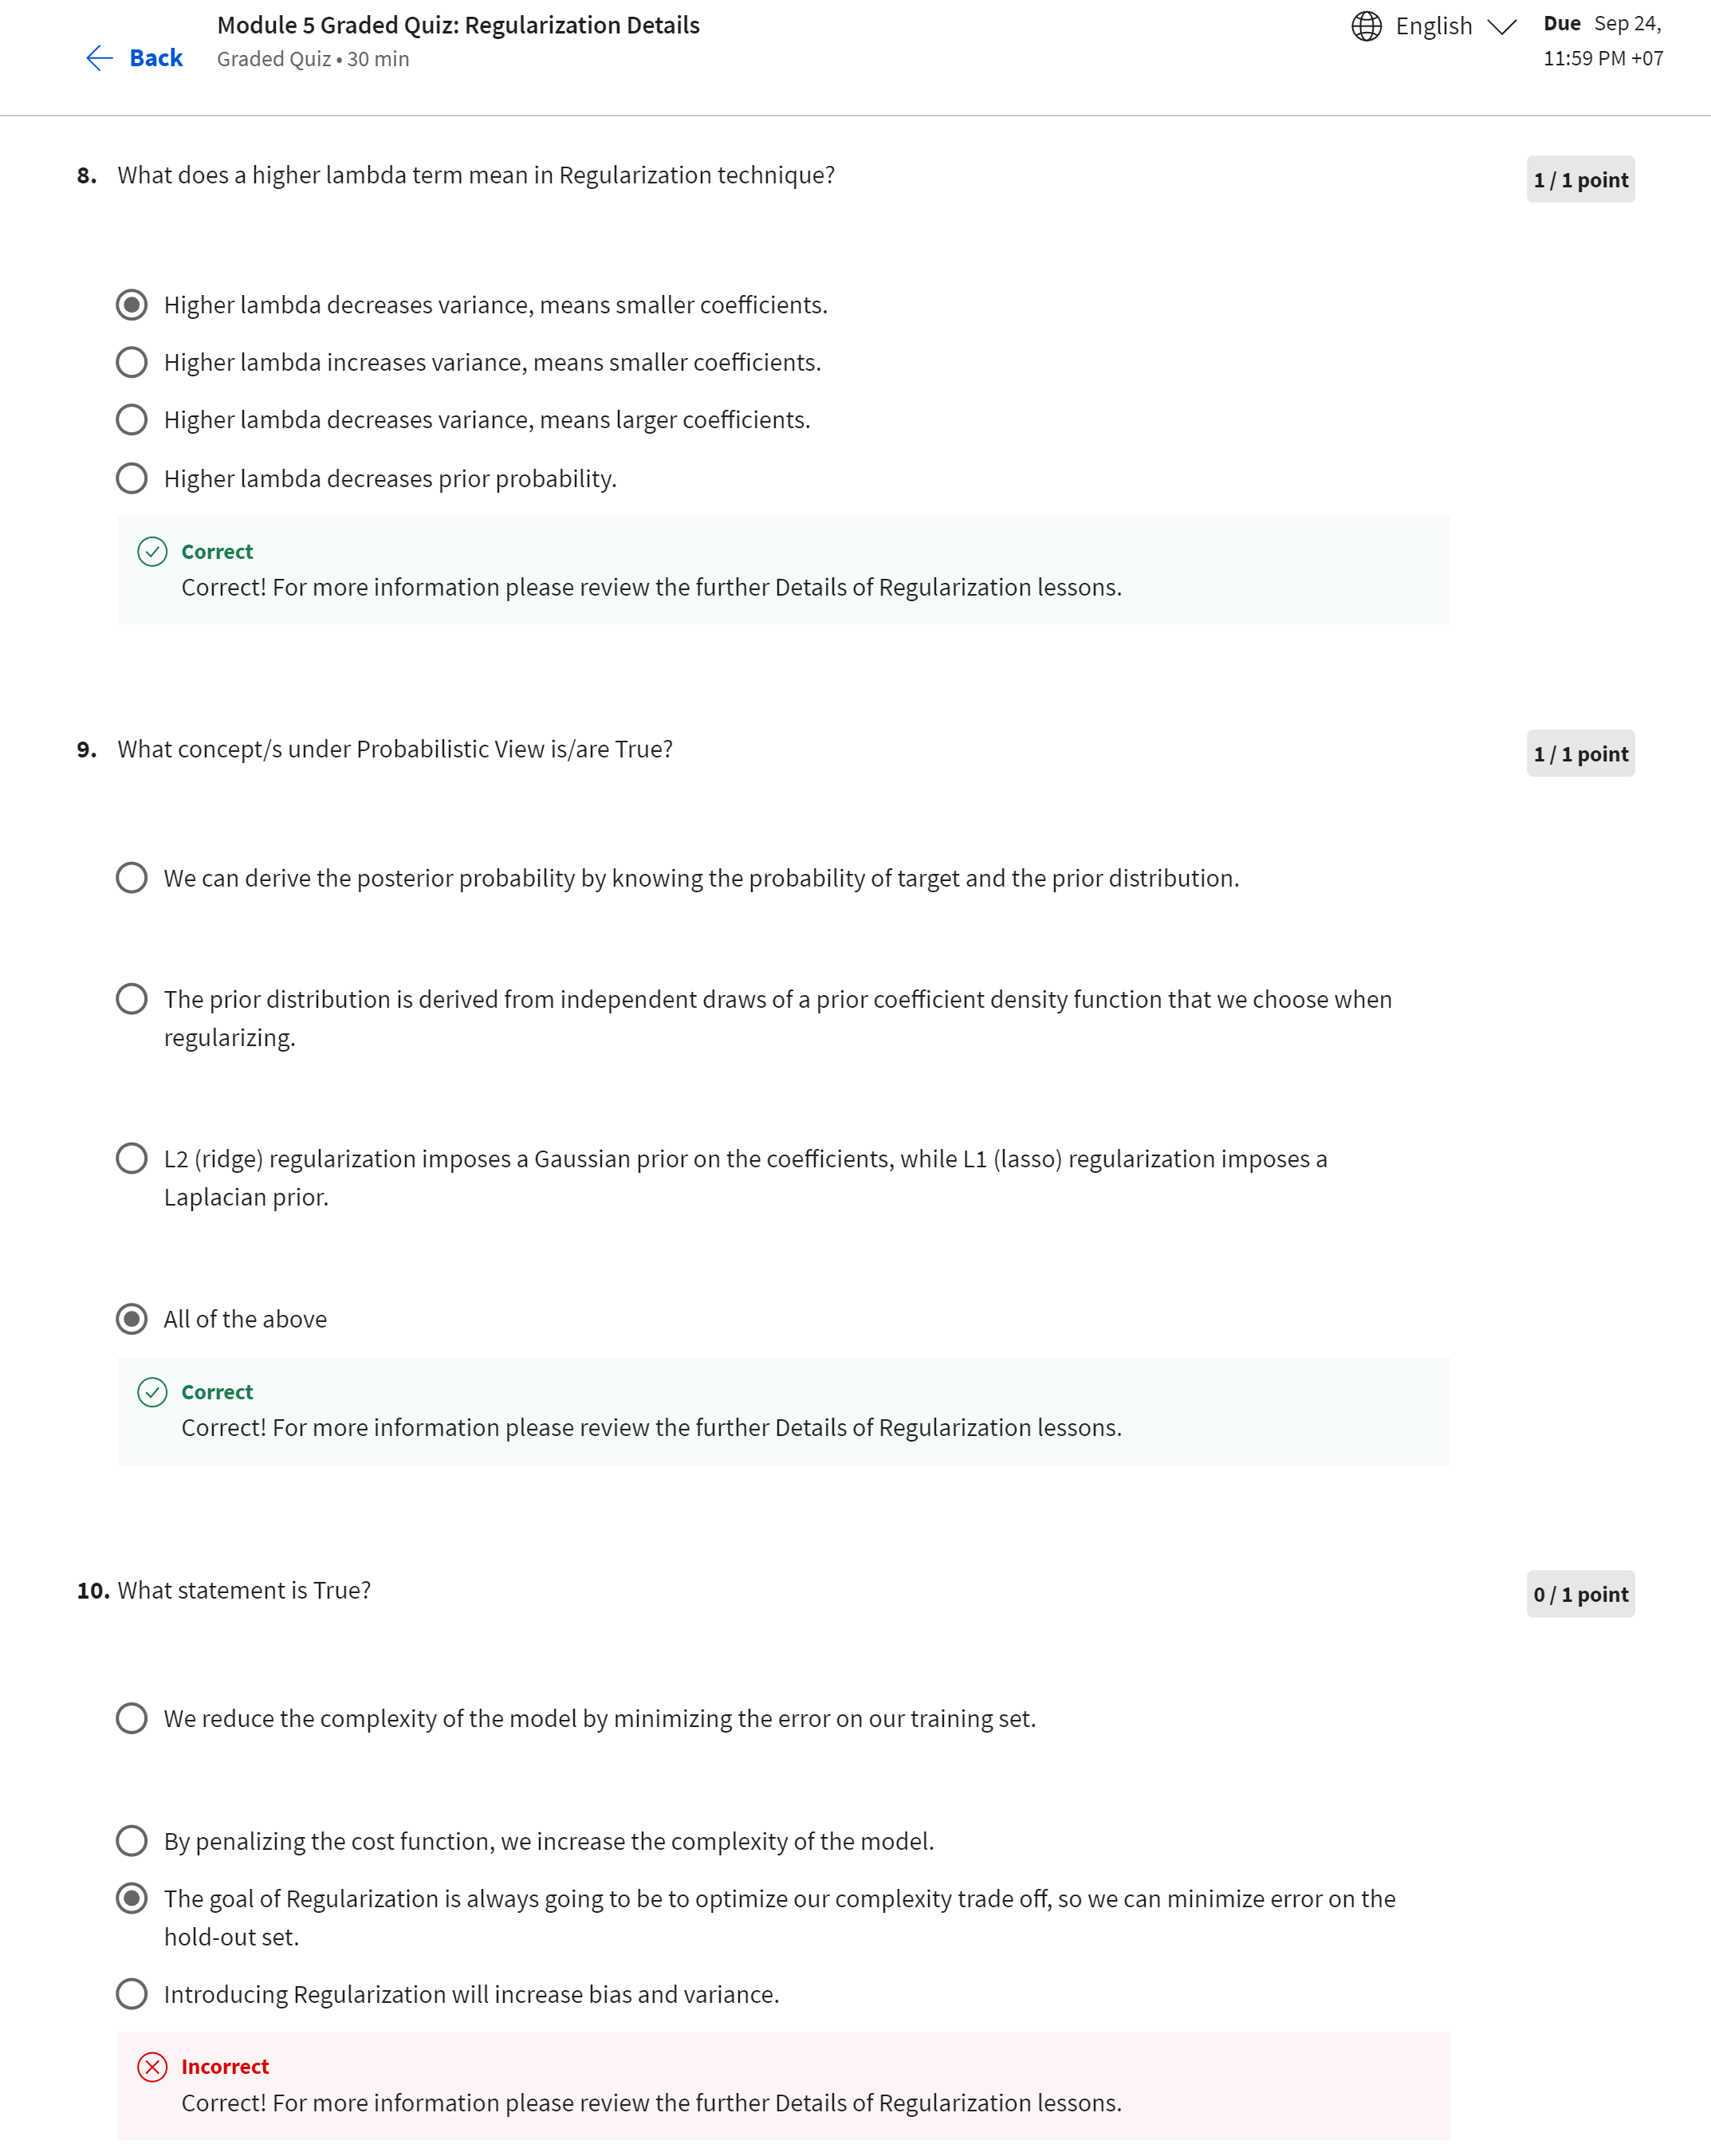 Module 5 Graded Quiz: Regularization Details
Back
Graded Quiz • 30 min
English
Due Sep 24,
11:59 PM +07
8. What does a higher lambda term mean in Regularization technique?
1 / 1 point
Higher lambda decreases variance, means smaller coefficients.
Higher lambda increases variance, means smaller coefficients.
Higher lambda decreases variance, means larger coefficients.
Higher lambda decreases prior probability.
Correct
Correct! For more information please review the further Details of Regularization lessons.
9. What concept/s under Probabilistic View is/are True?
1 / 1 point
We can derive the posterior probability by knowing the probability of target and the prior distribution.
The prior distribution is derived from independent draws of a prior coefficient density function that we choose when
regularizing.
L2 (ridge) regularization imposes a Gaussian prior on the coefficients, while L1 (lasso) regularization imposes a
Laplacian prior.
All of the above
Correct
Correct! For more information please review the further Details of Regularization lessons.
10. What statement is True?
0 / 1 point
We reduce the complexity of the model by minimizing the error on our training set.
By penalizing the cost function, we increase the complexity of the model.
The goal of Regularization is always going to be to optimize our complexity trade off, so we can minimize error on the
hold-out set.
Introducing Regularization will increase bias and variance.
Incorrect
Correct! For more information please review the further Details of Regularization lessons.